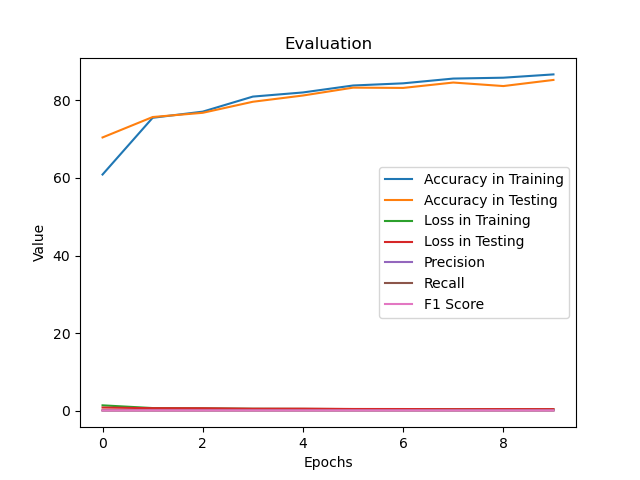 Evaluation
80
60
40
20
0
Value
Accuracy in Training
Accuracy in Testing
Loss in Training
Loss in Testing
Precision
Recall
F1 Score
0 2 4 6 8
Epochs